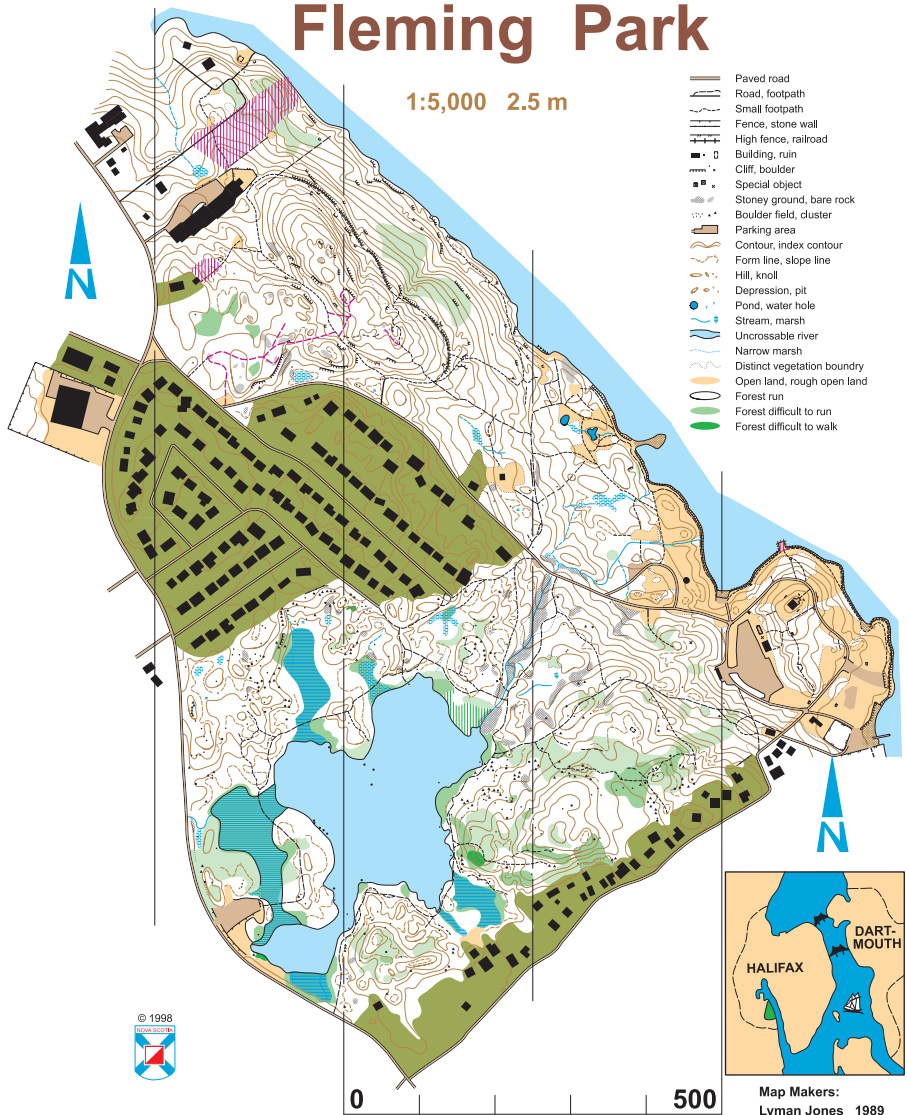 Fleming Park
1:5,000 2.5 m
Paved road
Road, footpath
Small footpath
Fence, stone wall
High fence, railroad
Building, ruin
Cliff, boulder
Special object
Stoney ground, bare rock
Boulder field, cluster
Parking area
Contour, index contour
Form line, slope line
Hill, knoll
Depression, pit
Pond, water hole
Stream, marsh
Uncrossable river
Narrow marsh
Distinct vegetation boundry
Open land, rough open land
Forest run
Forest difficult to run
Forest difficult to walk
N
N
DART-
MOUTH
HALIFAX
© 1998
NOVA SCOTIA
0 500
Map Makers:
Lyman Jones 1989